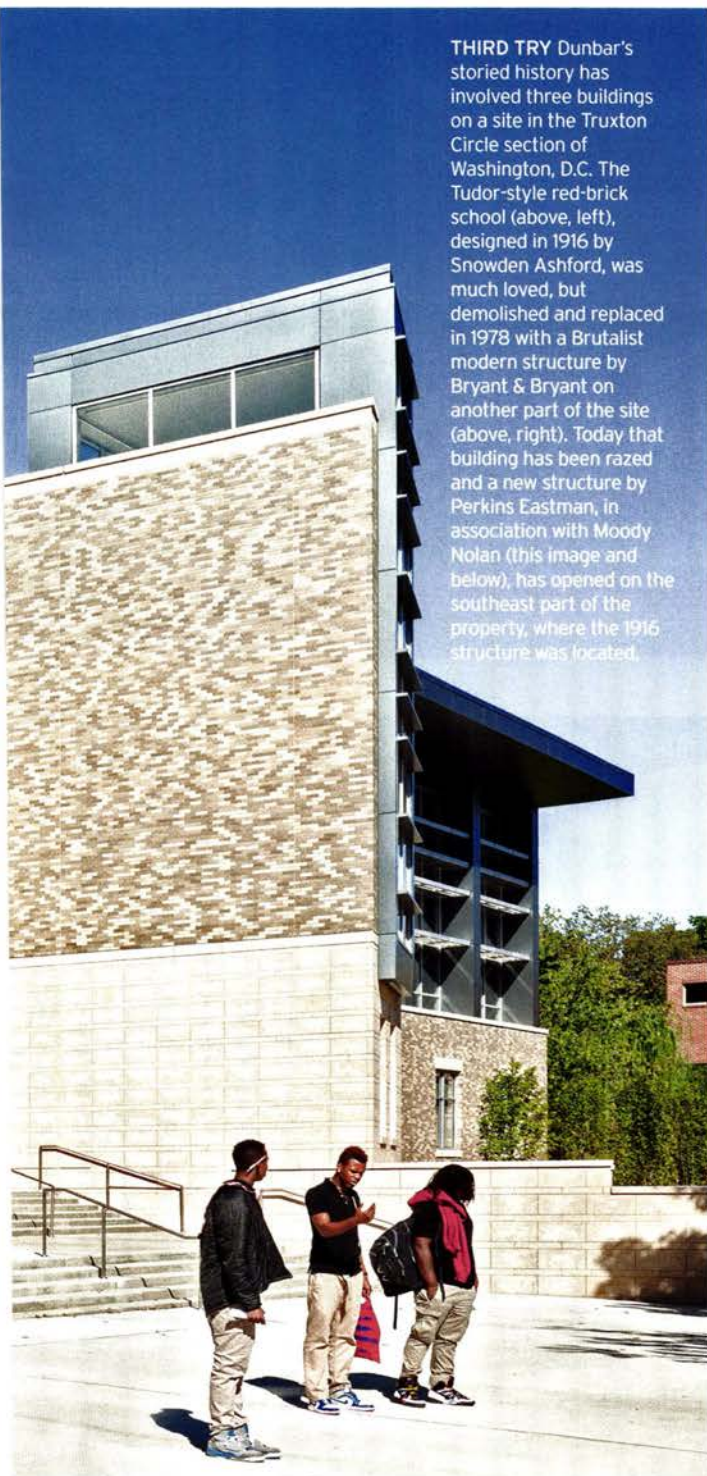 THIRD TRY Dunbar's
storied history has
involved three buildings
on a site in the Truxton
Circle section of
Washington, D.C. The
Tudor-style red-brick
school (above, left),
designed in 1916 by
Snowden Ashford, was
much loved, but
demolished and replaced
in 1978 with a Brutalist
modern structure by
Bryant & Bryant on
another part of the site
(above, right). Today that
building has been razed
and a new structure by
Perkins Eastman, in
association with Moody
Nolan (this image and
below), has opened on the
southeast part of the
property, where the 1916
structure was located.